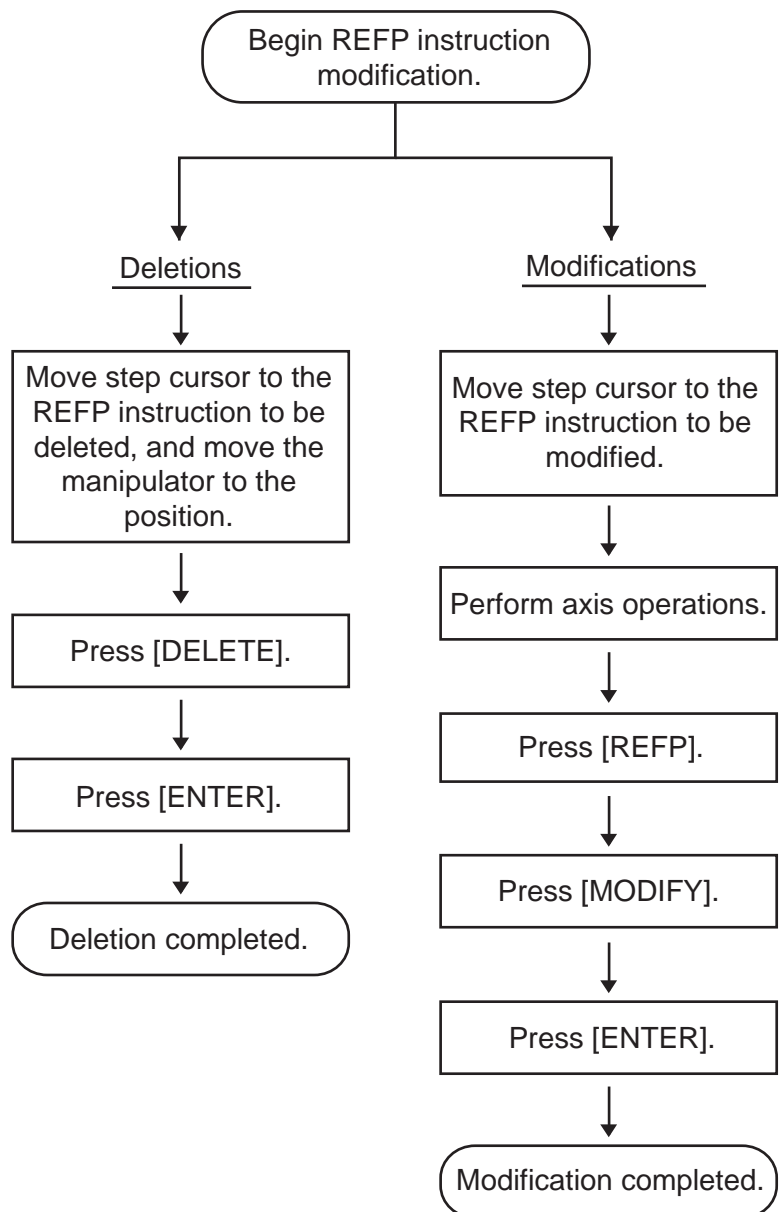 Begin REFP instruction
modification.
Deletions
Move step cursor to the
REFP instruction to be
deleted, and move the
manipulator to the
position.
Press [DELETE].
Press [ENTER].
Deletion completed.
Modifications
Move step cursor to the
REFP instruction to be
modified.
Perform axis operations.
Press [REFP].
Press [MODIFY].
Press [ENTER].
Modification completed.